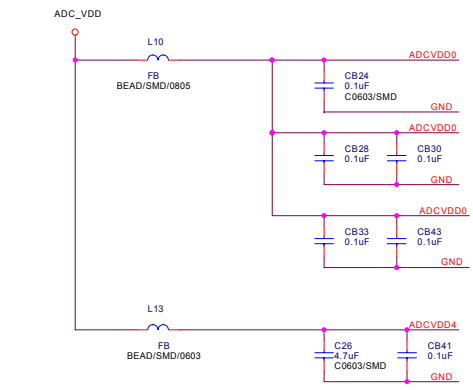 ADC_VDD
L10
ADCVDD0
FB
BEAD/SMD/0805
CB24
0.1uF
C0603/SMD
GND
ADCVDD0
CB28
0.1uF
CB30
0.1uF
GND
ADCVDD0
CB33
0.1uF
CB43
0.1uF
GND
L13
ADCVDD4
FB
BEAD/SMD/0603
C26
4.7uF
C0603/SMD
CB41
0.1uF
GND